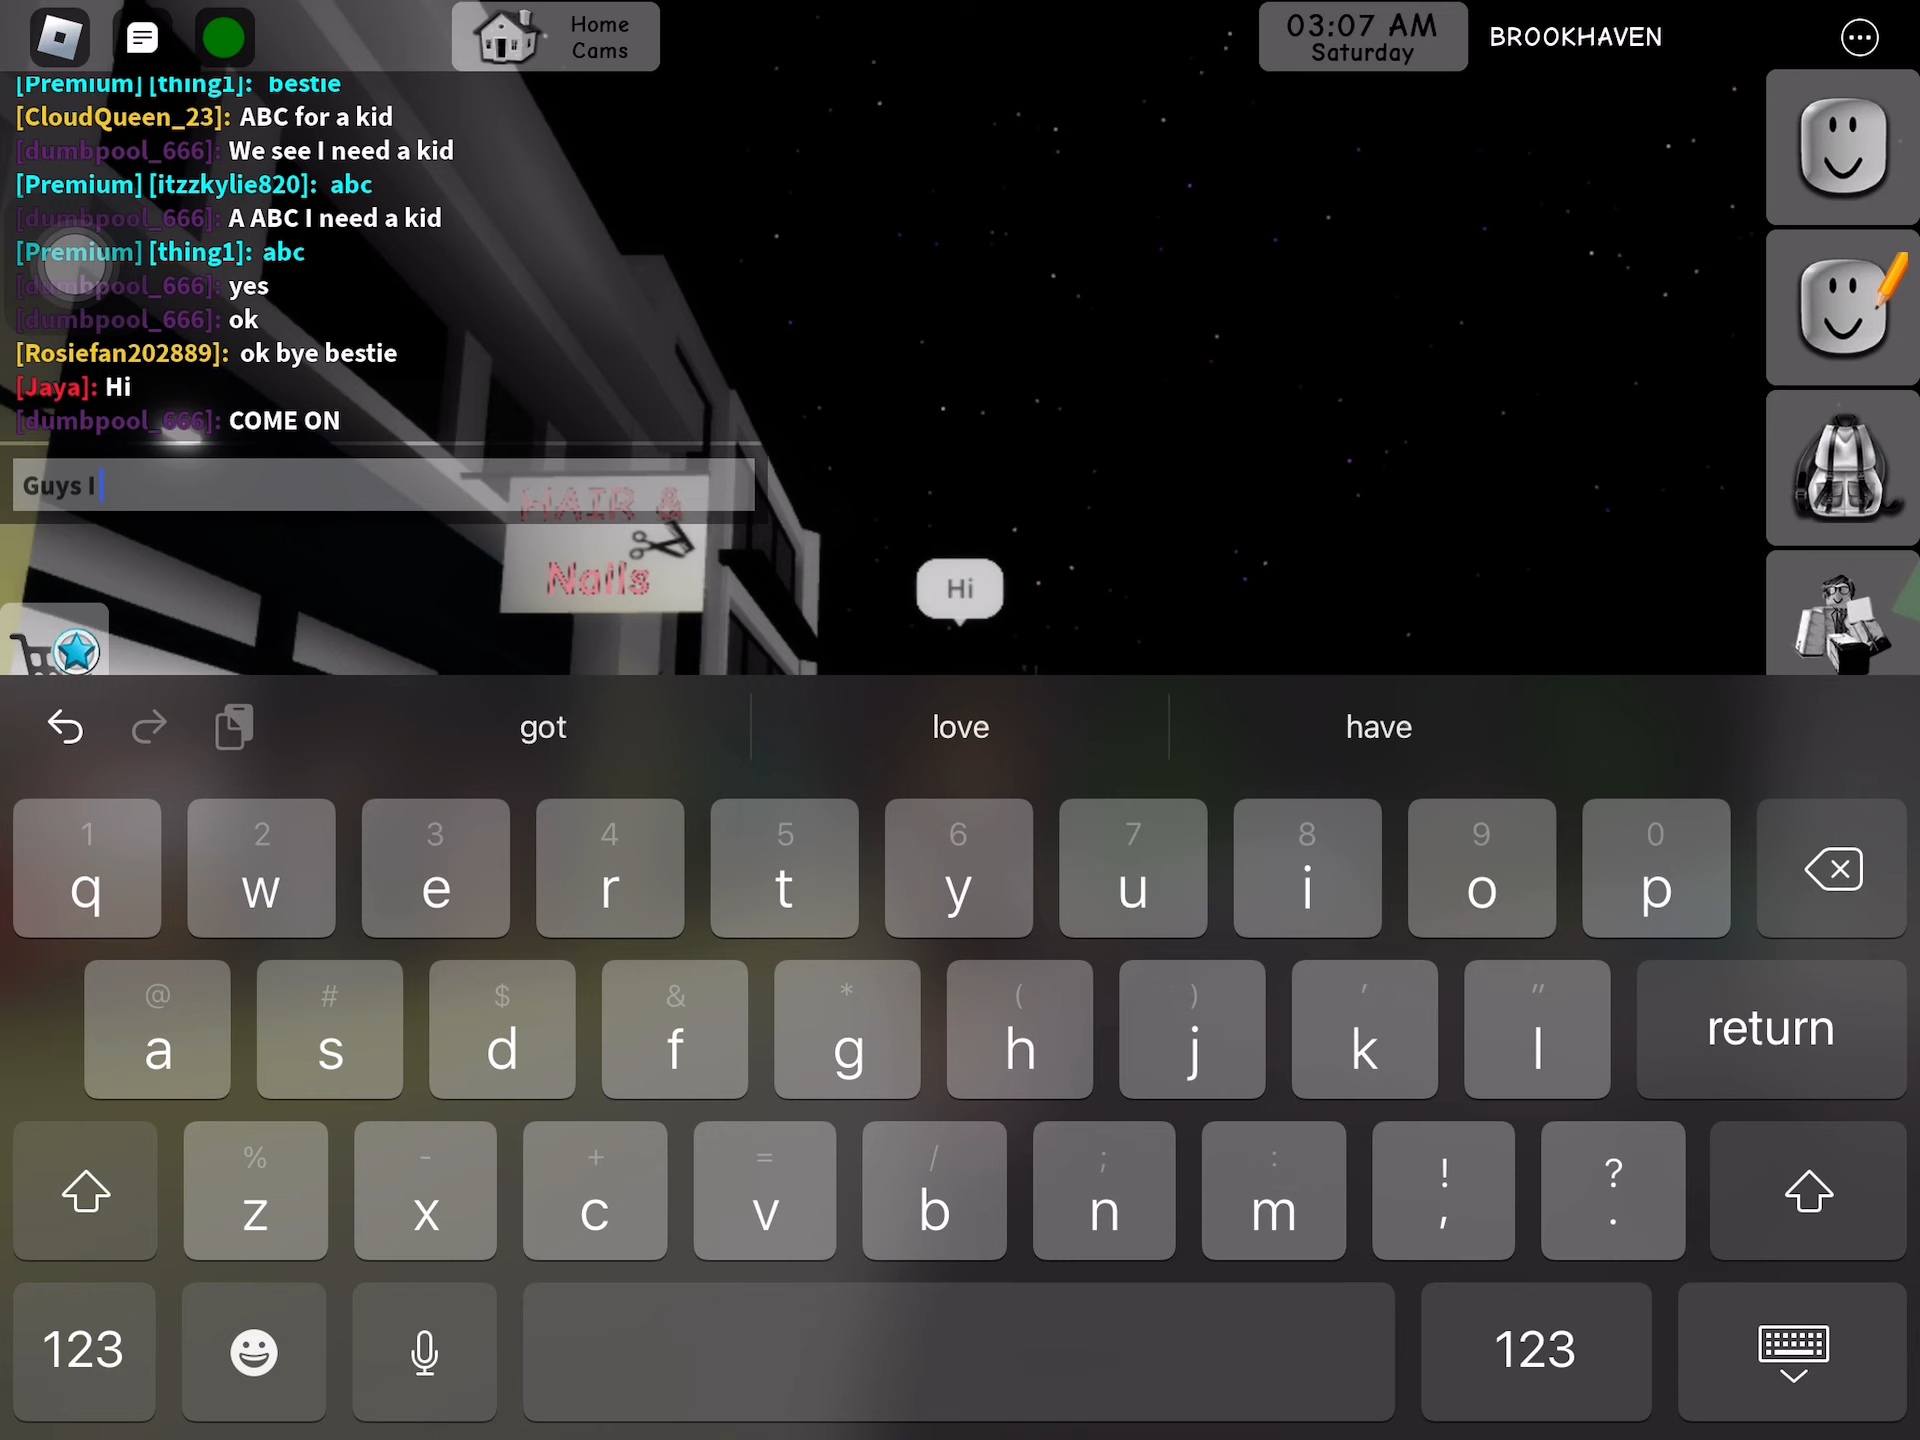 Home
Cams
03:07 AM
Saturday
BROOKHAVEN
[Premium] [thing1]: bestie
[CloudQueen_23]: ABC for a kid
[dumbpool_666]: We see I need a kid
[Premium] [itzzkylie820]: abc
[dumbpool_666]: A ABC I need a kid
[Premium] [thing1]: abc
[dumbpool_666]: yes
[dumbpool_666]: ok
[Rosiefan202889]: ok bye bestie
[Jaya]: Hi
[dumbpool_666]: COME ON
Guys I
HAIR &
Nails
Hi
got love have
1 2 3 4 5 6 7 8 9 0
q w e r t y u i o p
@ # $ & * ( ) ' "
a s d f g h j k l return
% - + = / ; : ! ?
z x c v b n m , .
123 123